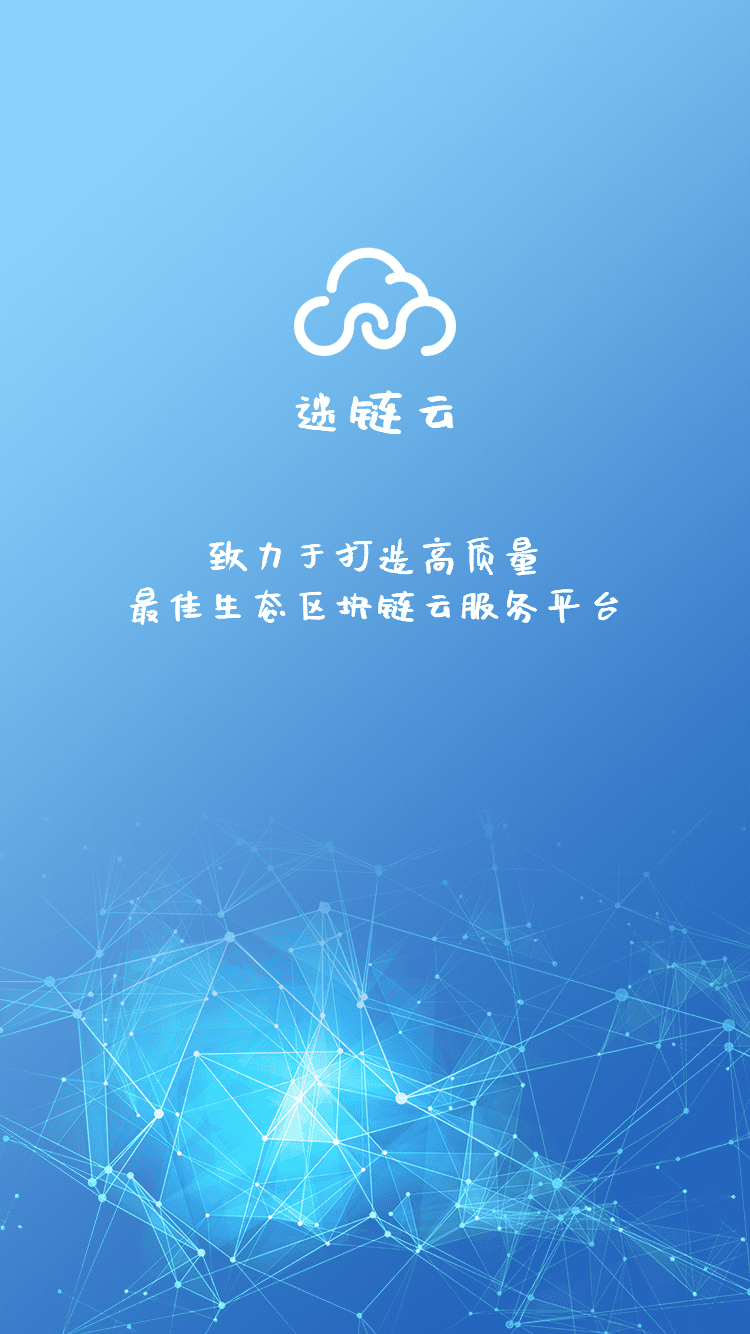 迷链云
致力于打造高质量
最佳生态区块链云服务平台